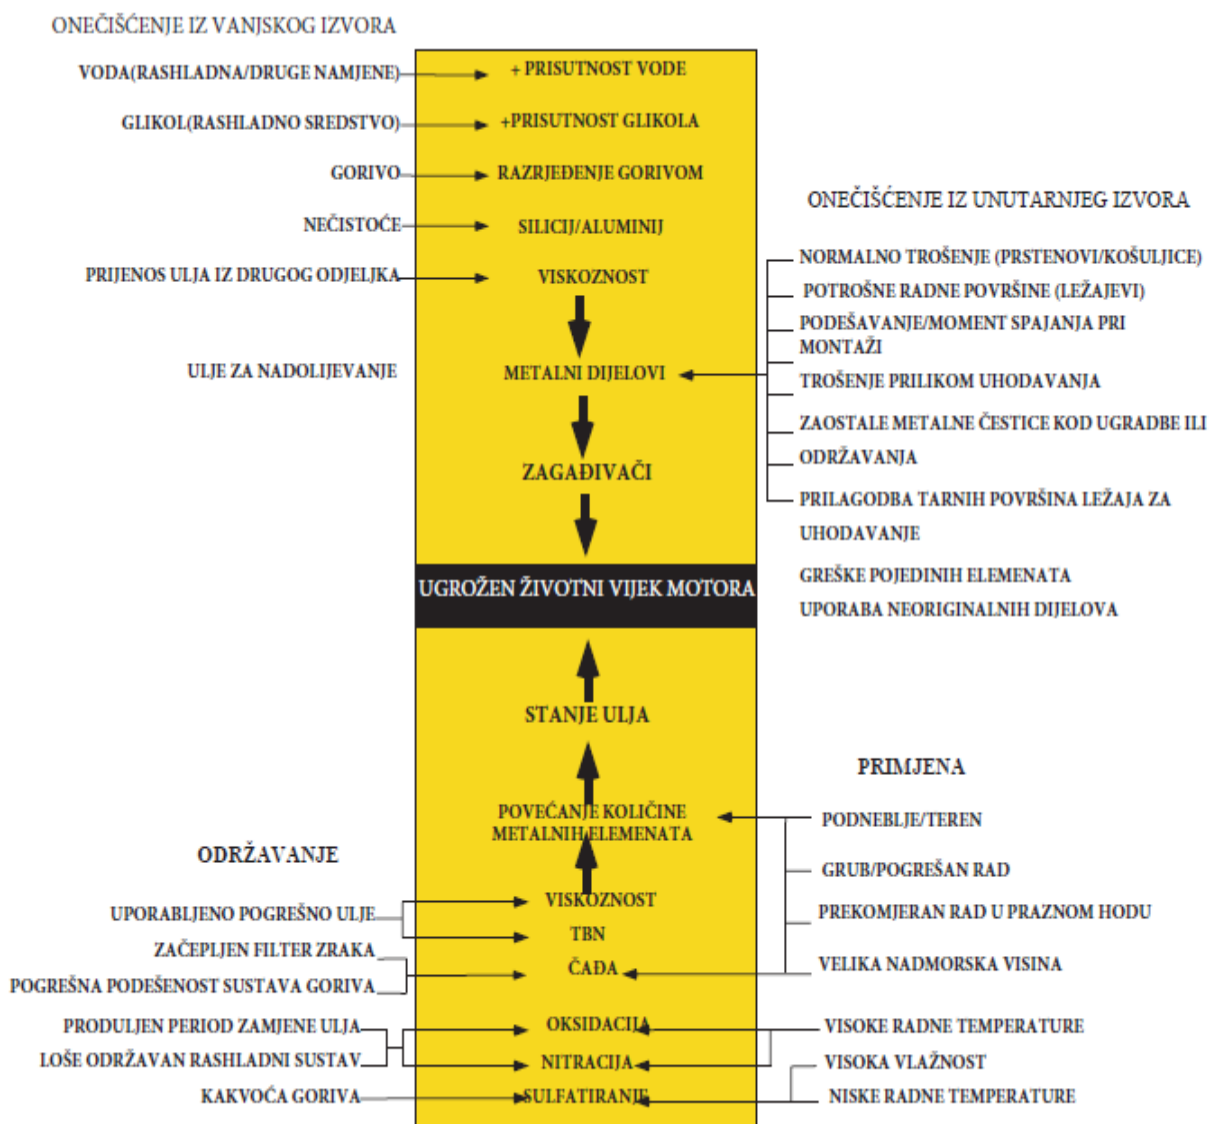 ONEČIŠĆENJE IZ VANJSKOG IZVORA
VODA(RASHLADNA/DRUGE NAMJENE)
+ PRISUTNOST VODE
GLIKOL(RASHLADNO SREDSTVO)
+PRISUTNOST GLIKOLA
GORIVO
RAZRJEĐENJE GORIVOM
NEČISTOĆE
SILICIJ/ALUMINIJ
PRIJENOS ULJA IZ DRUGOG ODJELJKA
VISKOZNOST
ULJE ZA NADOLIJEVANJE
METALNI DIJELOVI
ZAGAĐIVAČI
UGROŽEN ŽIVOTNI VIJEK MOTORA
ONEČIŠĆENJE IZ UNUTARNJEG IZVORA
NORMALNO TROŠENJE (PRSTENOVI/KOŠULJICE)
POTROŠNE RADNE POVRŠINE (LEŽAJEVI)
PODEŠAVANJE/MOMENT SPAJANJA PRI
MONTAŽI
TROŠENJE PRILIKOM UHODAVANJA
ZAOSTALE METALNE ČESTICE KOD UGRADBE ILI
ODRŽAVANJA
PRILAGODBA TARNIH POVRŠINA LEŽAJA ZA
UHODAVANJE
GREŠKE POJEDINIH ELEMENATA
UPORABA NEORIGINALNIH DIJELOVA
STANJE ULJA
POVEĆANJE KOLIČINE
METALNIH ELEMENATA
ODRŽAVANJE
UPORABLJENO POGREŠNO ULJE
VISKOZNOST
TBN
ZAČEPLJEN FILTER ZRAKA
POGREŠNA PODEŠENOST SUSTAVA GORIVA
ČAĐA
PRODULJEN PERIOD ZAMJENE ULJA
OKSIDACIJA
LOŠE ODRŽAVAN RASHLADNI SUSTAV
NITRACIJA
KAKVOĆA GORIVA
SULFATIRANJE
PRIMJENA
PODNEBLJE/TEREN
GRUB/POGREŠAN RAD
PREKOMJERAN RAD U PRAZNOM HODU
VELIKA NADMORSKA VISINA
VISOKE RADNE TEMPERATURE
VISOKA VLAŽNOST
NISKE RADNE TEMPERATURE